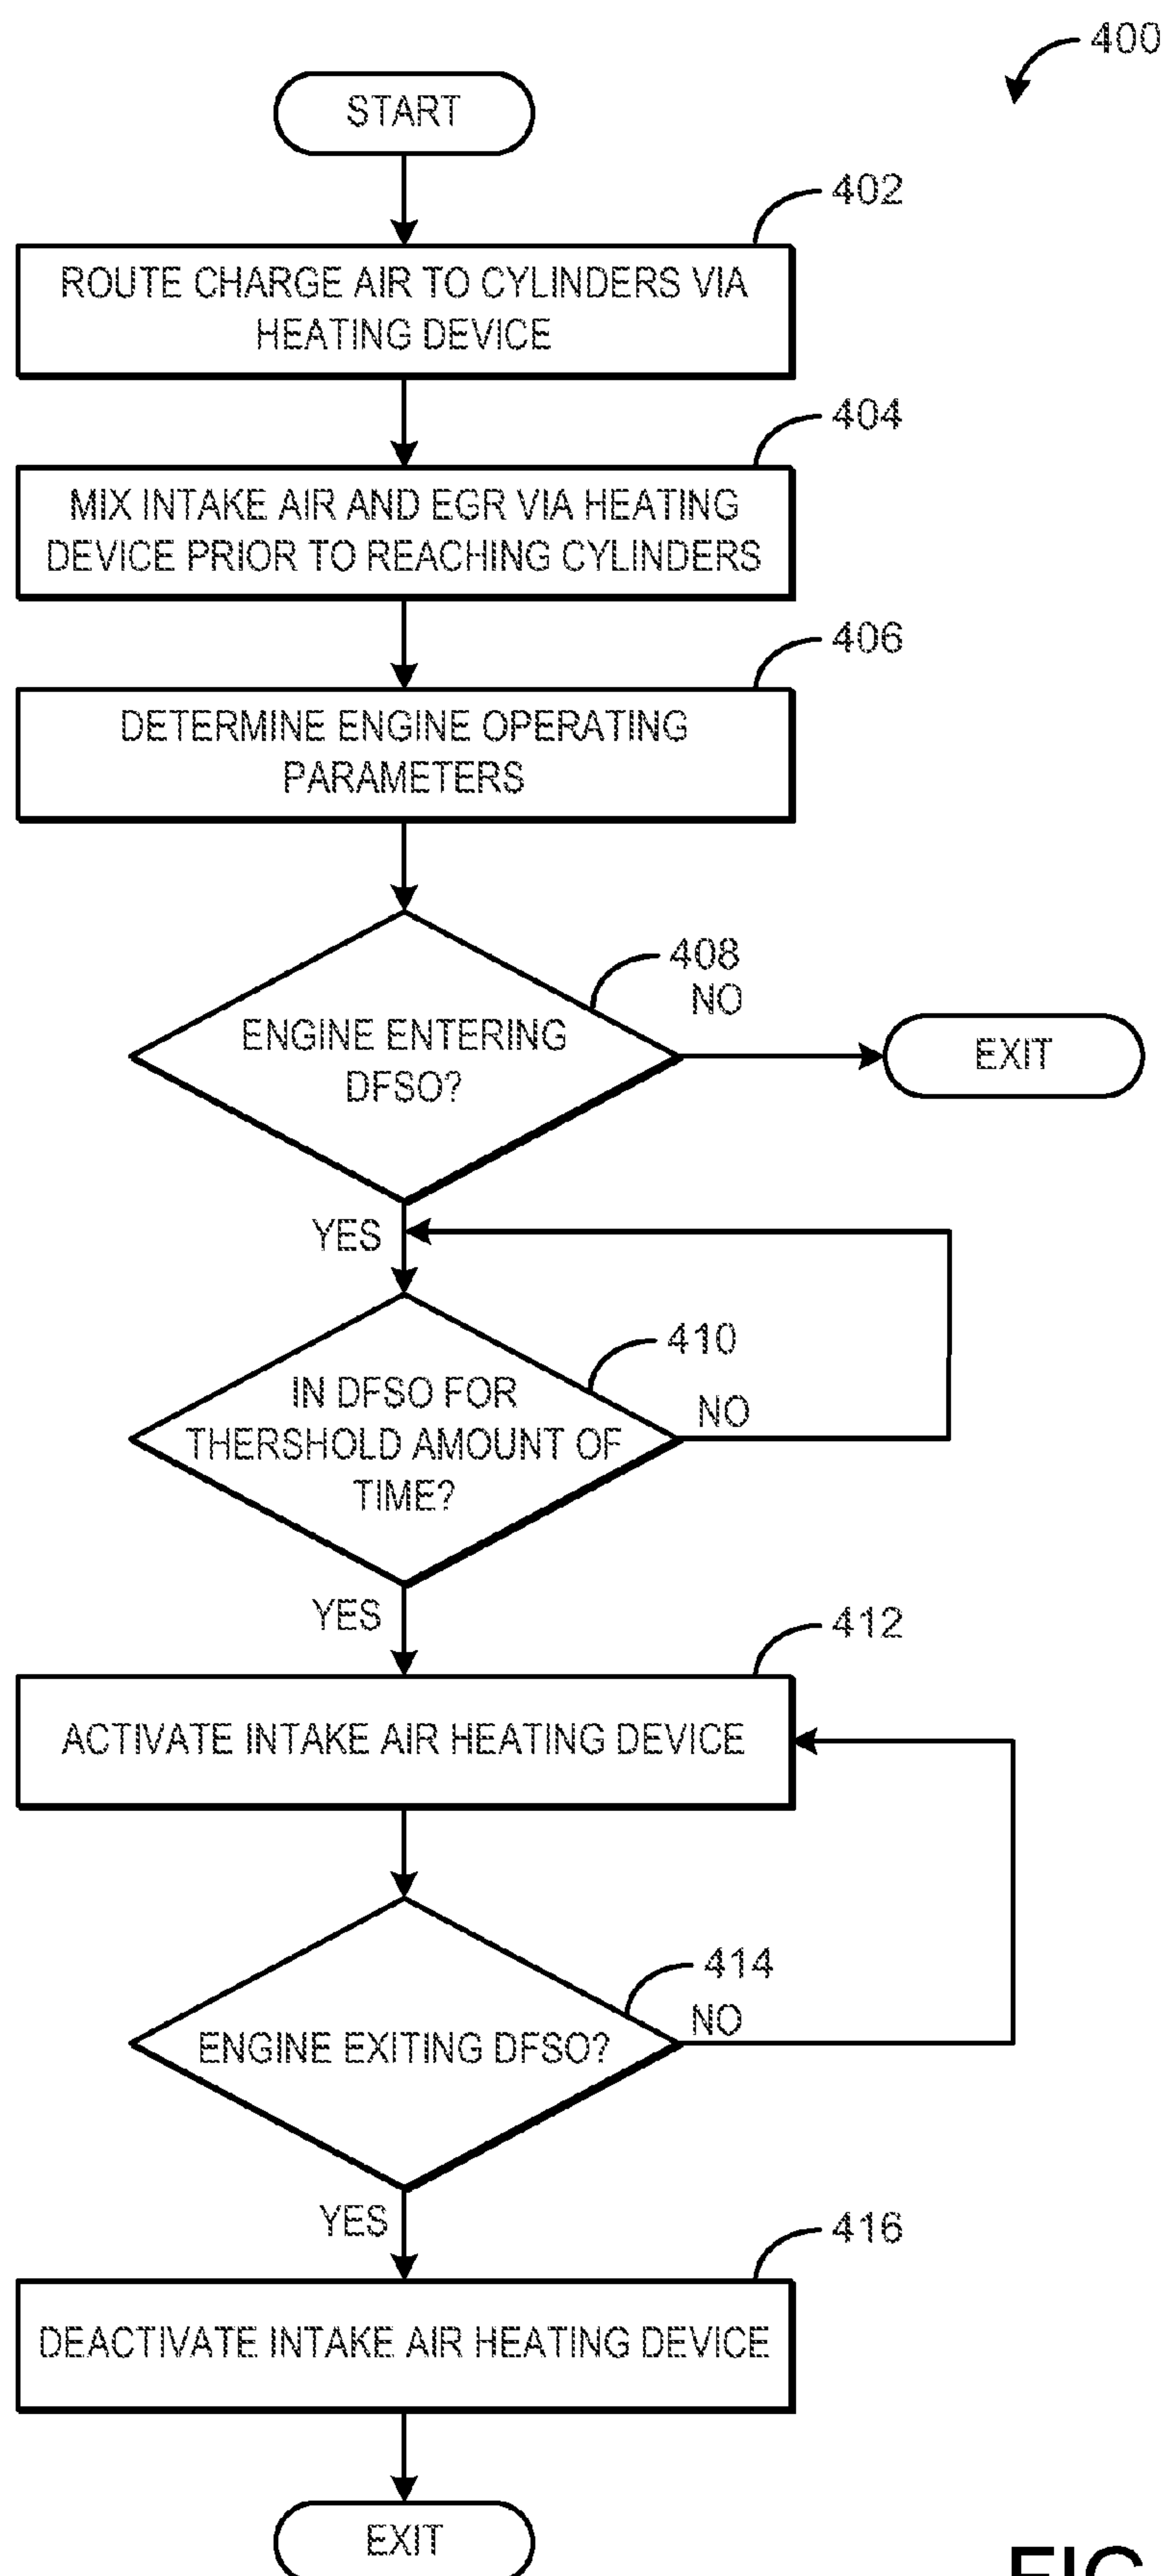 400
START
402
ROUTE CHARGE AIR TO CYLINDERS VIA
HEATING DEVICE
404
MIX INTAKE AIR AND EGR VIA HEATING
DEVICE PRIOR TO REACHING CYLINDERS
406
DETERMINE ENGINE OPERATING
PARAMETERS
408
NO
ENGINE ENTERING
DFSO?
EXIT
YES
410
IN DFSO FOR
THERSHOLD AMOUNT OF
TIME?
NO
YES
412
ACTIVATE INTAKE AIR HEATING DEVICE
414
NO
ENGINE EXITING DFSO?
YES
416
DEACTIVATE INTAKE AIR HEATING DEVICE
EXIT
FIG